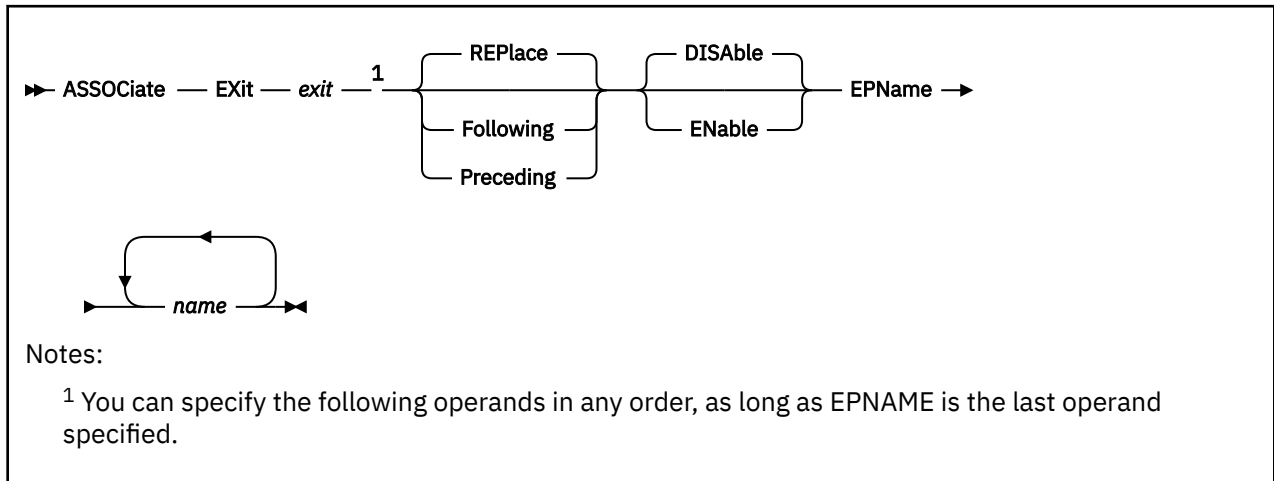 REPlace DISAble
ASSOCiate EXit exit 1 EPName
Following ENable
Preceding
name
Notes:
1 You can specify the following operands in any order, as long as EPNAME is the last operand
specified.